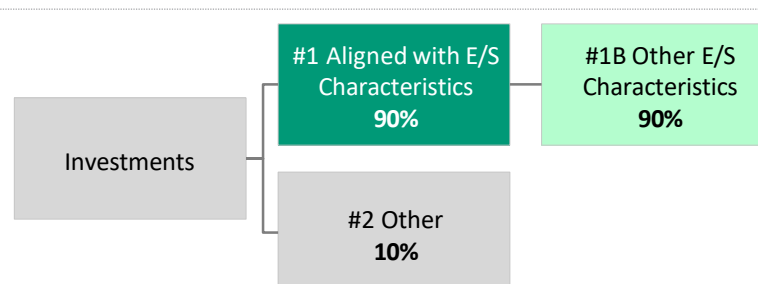 #1 Aligned with E/S
Characteristics
90%
#1B Other E/S
Characteristics
90%
Investments
#2 Other
10%